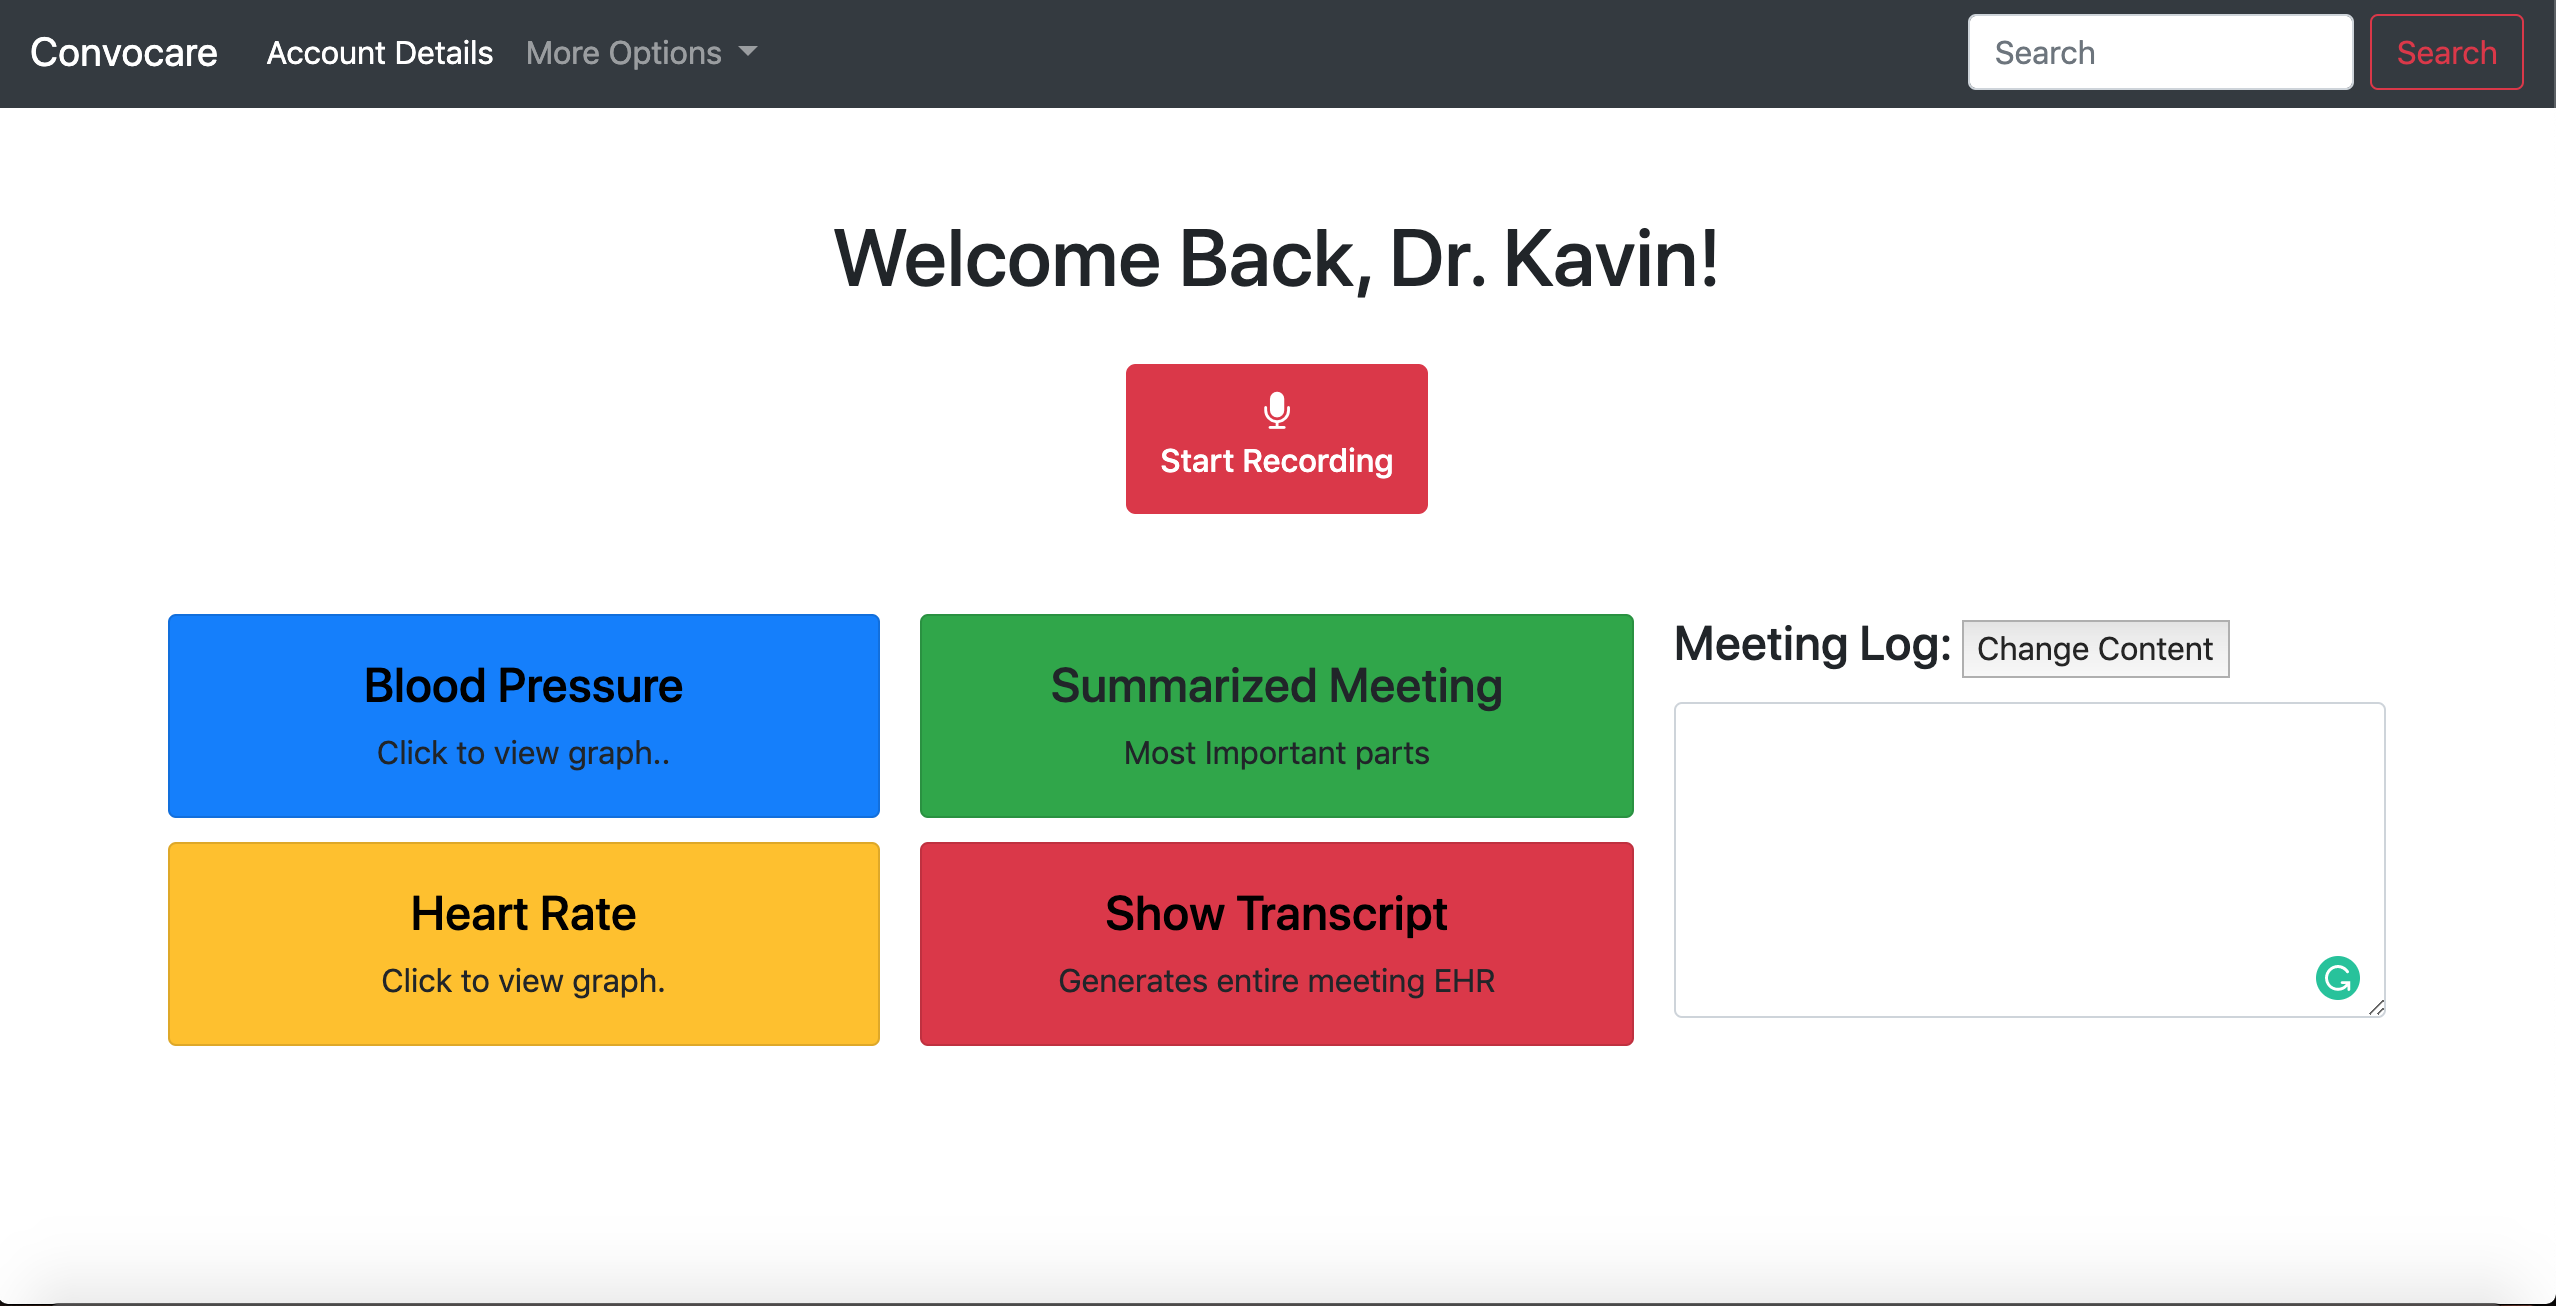 Convocare Account Details More Options Search Search
Welcome Back, Dr. Kavin!
Start Recording
Blood Pressure
Click to view graph..
Heart Rate
Click to view graph.
Summarized Meeting
Most Important parts
Show Transcript
Generates entire meeting EHR
Meeting Log: Change Content